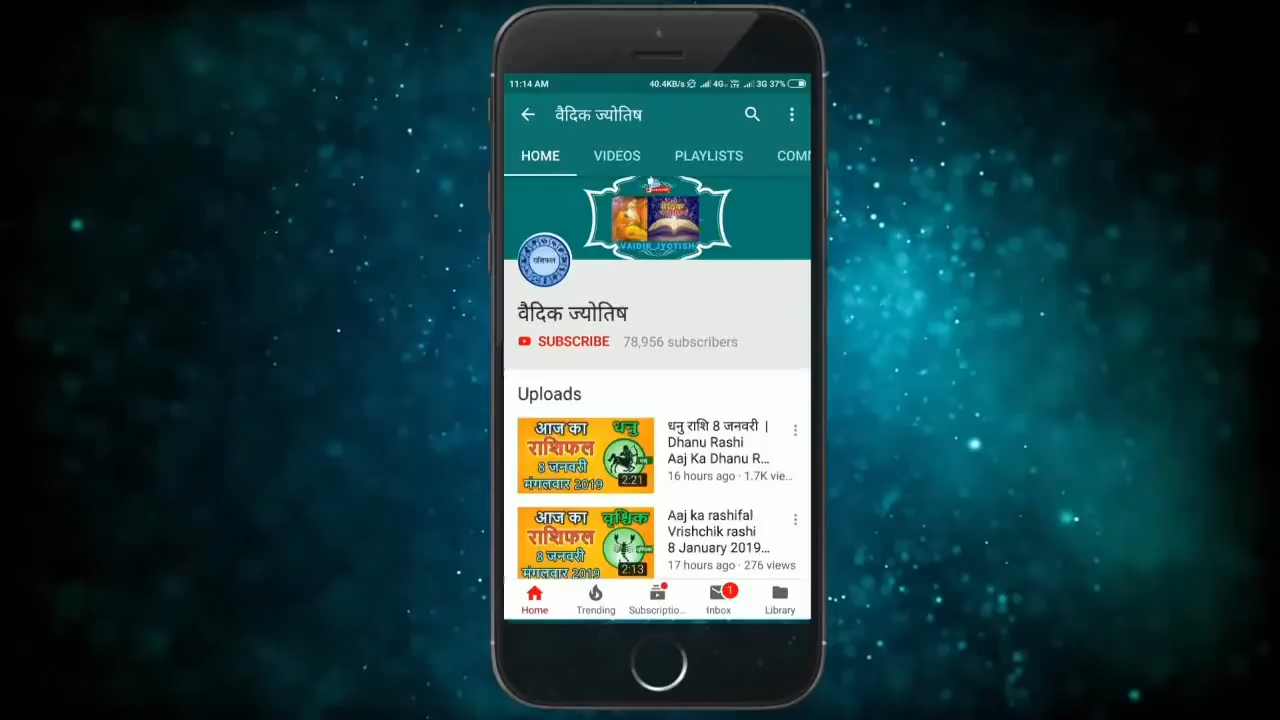 11:14 AM
40.4KB/s 4G 3G 37%
वैदिक ज्योतिष
HOME VIDEOS PLAYLISTS COM
वैदिक
VAIDIK JYOTISH
राशिफल
वैदिक ज्योतिष
SUBSCRIBE 78,956 subscribers
Uploads
आज का धनु
राशिफल
8 जनवरी
मंगलवार 2019
2:21
धनु राशि 8 जनवरी |
Dhanu Rashi
Aaj Ka Dhanu R...
16 hours ago · 1.7K vie...
आज का वृश्चिक
राशिफल
8 जनवरी
मंगलवार 2019
2:13
Aaj ka rashifal
Vrishchik rashi
8 January 2019...
17 hours ago · 276 views
1
Home Trending Subscriptio... Inbox Library